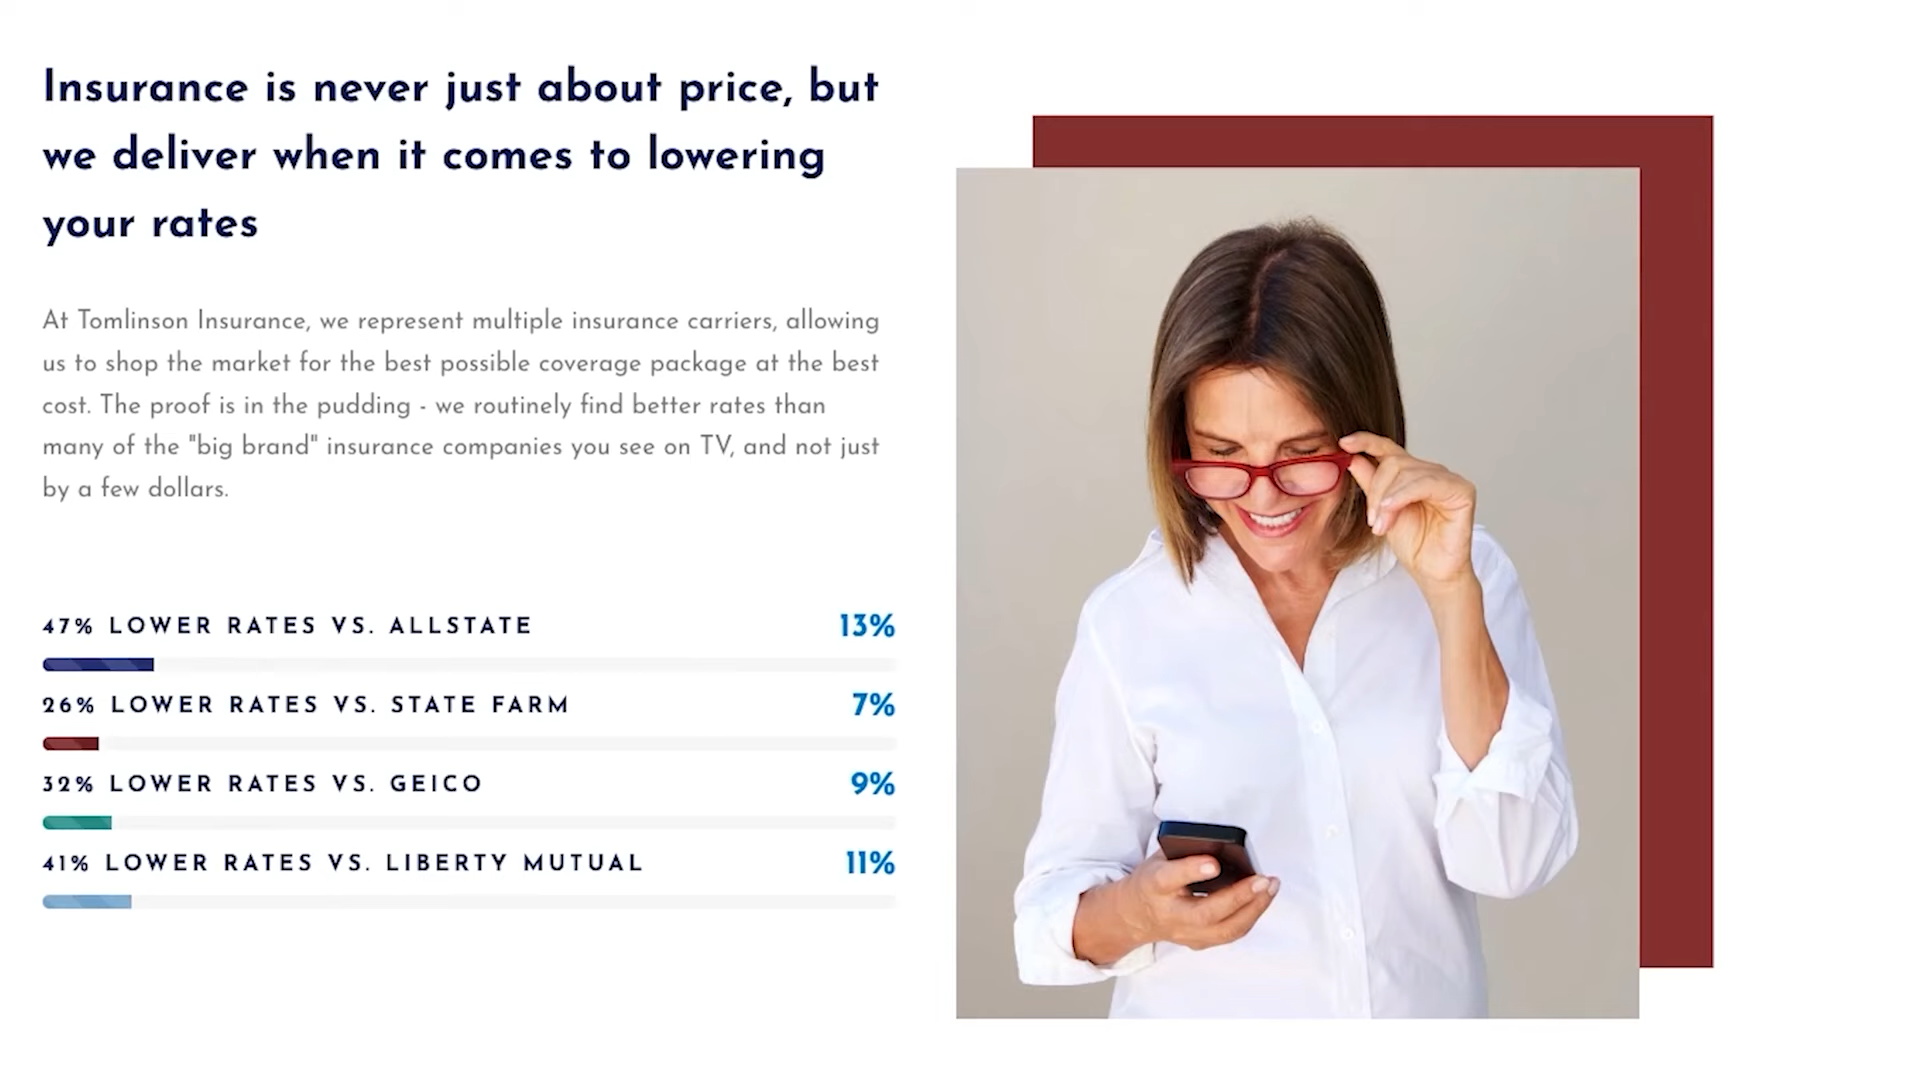 Insurance is never just about price, but
we deliver when it comes to lowering
your rates
At Tomlinson Insurance, we represent multiple insurance carriers, allowing
us to shop the market for the best possible coverage package at the best
cost. The proof is in the pudding - we routinely find better rates than
many of the "big brand" insurance companies you see on TV, and not just
by a few dollars.
47% LOWER RATES VS. ALLSTATE 13%
26% LOWER RATES VS. STATE FARM 7%
32% LOWER RATES VS. GEICO 9%
41% LOWER RATES VS. LIBERTY MUTUAL 11%